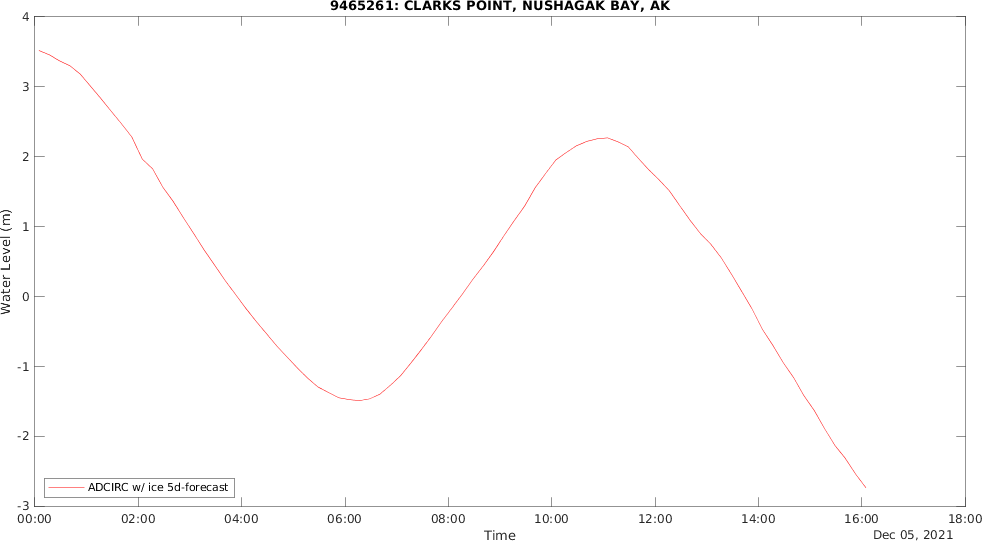 9465261: CLARKS POINT, NUSHAGAK BAY, AK
Water Level (m)
4
3
2
1
0
-1
-2
-3
ADCIRC w/ ice 5d-forecast
00:00 02:00 04:00 06:00 08:00 10:00 12:00 14:00 16:00 18:00
Time
Dec 05, 2021